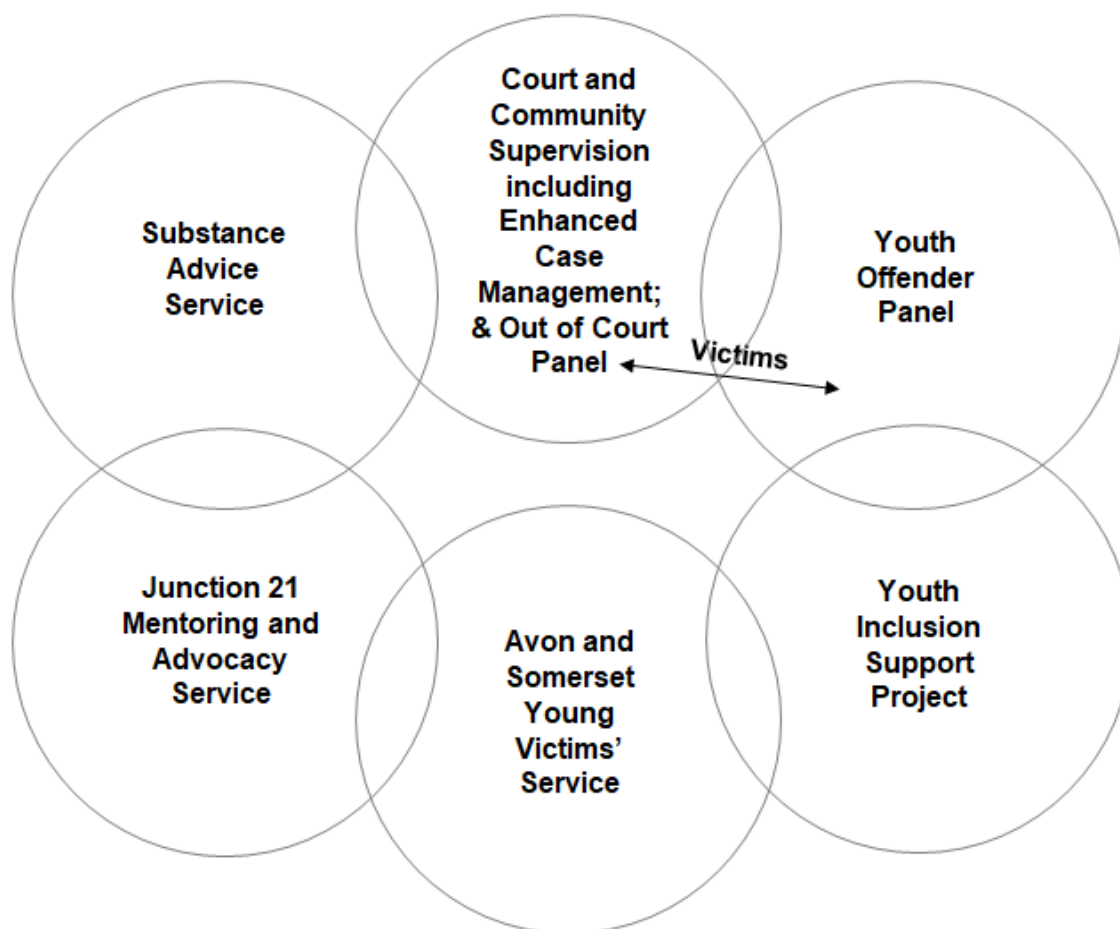 Court and
Community
Supervision
including
Enhanced
Case
Management;
& Out of Court
Panel
Substance
Advice
Service
Youth
Offender
Panel
Victims
Junction 21
Mentoring and
Advocacy
Service
Avon and
Somerset
Young
Victims’
Service
Youth
Inclusion
Support
Project